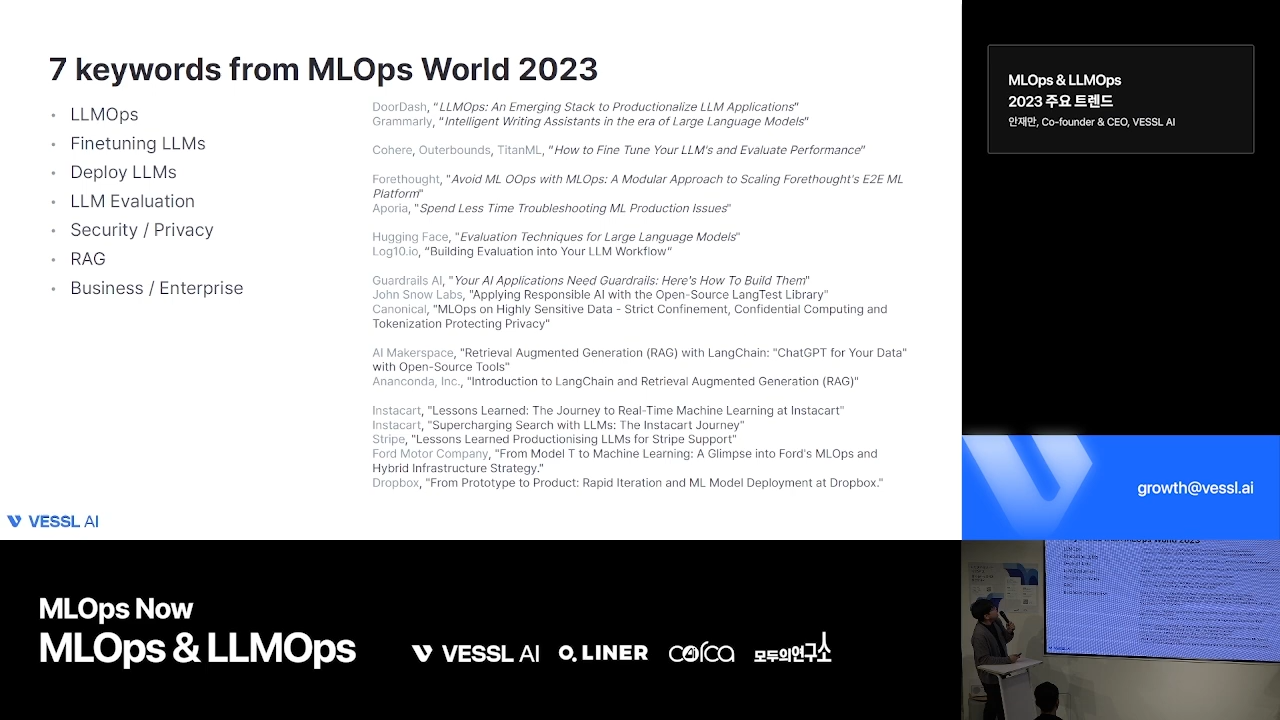 7 keywords from MLOps World 2023
• LLMOps
• Finetuning LLMs
• Deploy LLMs
• LLM Evaluation
• Security / Privacy
• RAG
• Business / Enterprise
DoorDash, "LLMOps: An Emerging Stack to Productionalize LLM Applications"
Grammarly, "Intelligent Writing Assistants in the era of Large Language Models"
Cohere, Outerbounds, TitanML, "How to Fine Tune Your LLM's and Evaluate Performance"
Forethought, "Avoid ML OOps with MLOps: A Modular Approach to Scaling Forethought's E2E ML
Platform"
Aporia, "Spend Less Time Troubleshooting ML Production Issues"
Hugging Face, "Evaluation Techniques for Large Language Models"
Log10.io, "Building Evaluation into Your LLM Workflow"
Guardrails AI, "Your AI Applications Need Guardrails: Here's How To Build Them"
John Snow Labs, "Applying Responsible AI with the Open-Source LangTest Library"
Canonical, "MLOps on Highly Sensitive Data - Strict Confinement, Confidential Computing and
Tokenization Protecting Privacy"
AI Makerspace, "Retrieval Augmented Generation (RAG) with LangChain: "ChatGPT for Your Data"
with Open-Source Tools"
Ananconda, Inc., "Introduction to LangChain and Retrieval Augmented Generation (RAG)"
Instacart, "Lessons Learned: The Journey to Real-Time Machine Learning at Instacart"
Instacart, "Supercharging Search with LLMs: The Instacart Journey"
Stripe, "Lessons Learned Productionising LLMs for Stripe Support"
Ford Motor Company, "From Model T to Machine Learning: A Glimpse into Ford's MLOps and
Hybrid Infrastructure Strategy."
Dropbox, "From Prototype to Product: Rapid Iteration and ML Model Deployment at Dropbox."
VESSL AI
MLOps & LLMOps
2023 주요 트렌드
안재만, Co-founder & CEO, VESSL AI
growth@vessl.ai
MLOps Now
MLOps & LLMOps
VESSL AI
LINER
corca
모두의연구소